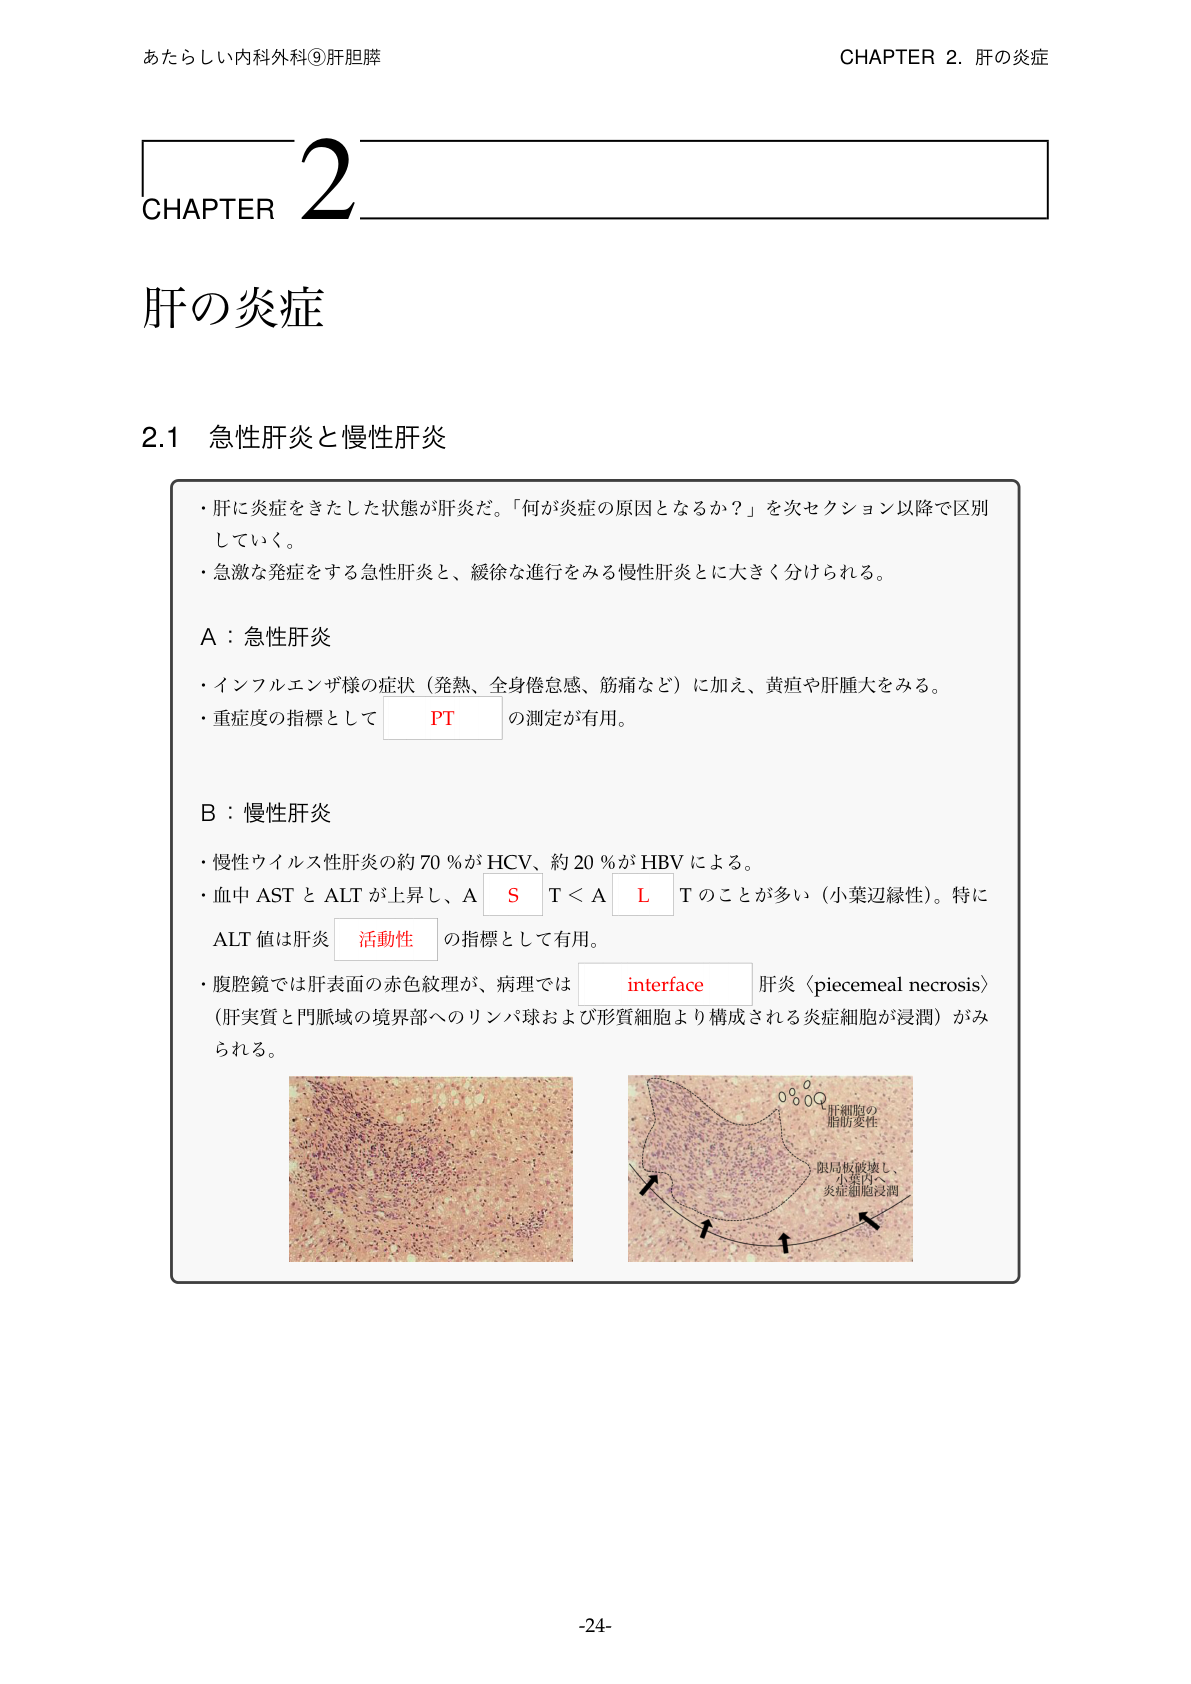 あたらしい内科外科⑨肝胆膵
CHAPTER 2. 肝の炎症
CHAPTER 2
肝の炎症
2.1 急性肝炎と慢性肝炎
・肝に炎症をきたした状態が肝炎だ。「何が炎症の原因となるか？」を次セクション以降で区別
していく。
・急激な発症をする急性肝炎と、緩徐な進行をみる慢性肝炎とに大きく分けられる。
A：急性肝炎
・インフルエンザ様の症状（発熱、全身倦怠感、筋痛など）に加え、黄疸や肝腫大をみる。
・重症度の指標として PT の測定が有用。
B：慢性肝炎
・慢性ウイルス性肝炎の約 70 %が HCV、約 20 %が HBV による。
・血中 AST と ALT が上昇し、A S T < A L T のことが多い（小葉辺縁性）。特に
ALT 値は肝炎 活動性 の指標として有用。
・腹腔鏡では肝表面の赤色紋理が、病理では interface 肝炎〈piecemeal necrosis〉
（肝実質と門脈域の境界部へのリンパ球および形質細胞より構成される炎症細胞が浸潤）がみ
られる。
肝細胞の
脂肪変性
限局板破壊し、
小葉内へ
炎症細胞浸潤
-24-